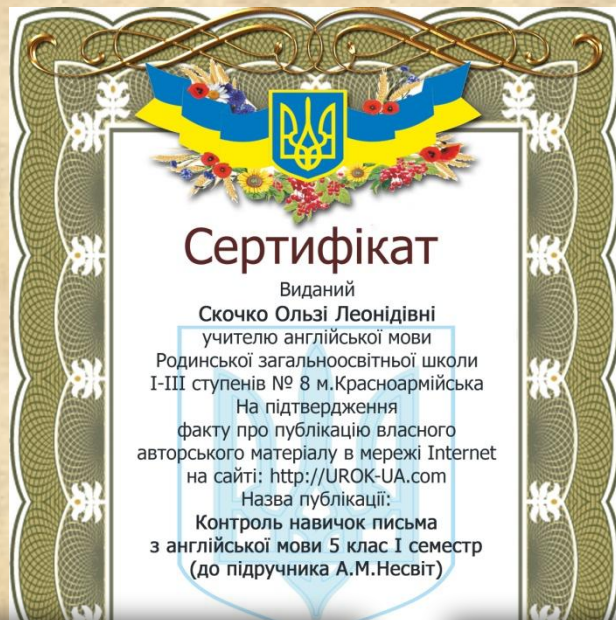 Сертифікат
Виданий
Скочко Ользі Леонідівні
учителю англійської мови
Родинської загальноосвітньої школи
І-ІІІ ступенів № 8 м.Красноармійська
На підтвердження
факту про публікацію власного
авторського матеріалу в мережі Internet
на сайті: http://UROK-UA.com
Назва публікації:
Контроль навичок письма
з англійської мови 5 клас І семестр
(до підручника А.М.Несвіт)